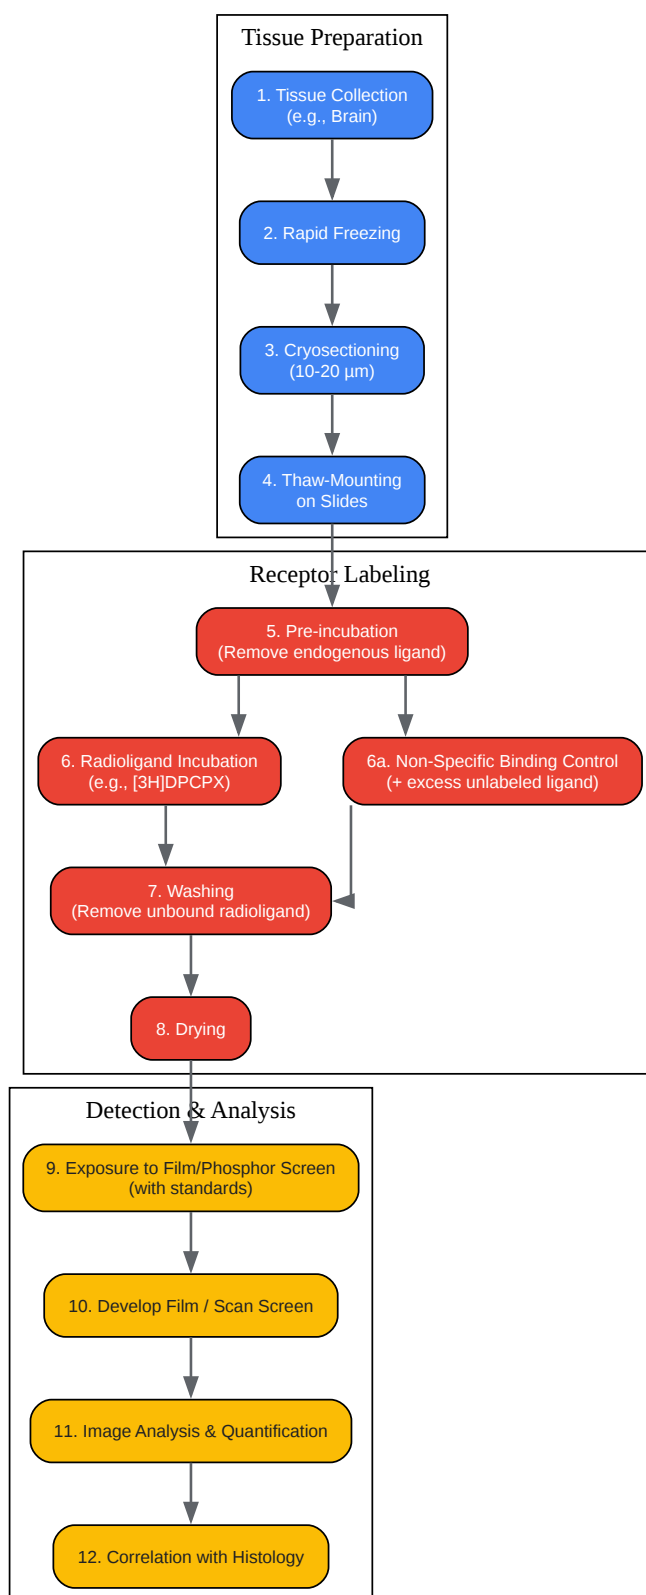 Tissue Preparation
1. Tissue Collection
(e.g., Brain)
2. Rapid Freezing
3. Cryosectioning
(10-20 µm)
4. Thaw-Mounting
on Slides
Receptor Labeling
5. Pre-incubation
(Remove endogenous ligand)
6. Radioligand Incubation
(e.g., [3H]DPCPX)
6a. Non-Specific Binding Control
(+ excess unlabeled ligand)
7. Washing
(Remove unbound radioligand)
8. Drying
Detection & Analysis
9. Exposure to Film/Phosphor Screen
(with standards)
10. Develop Film / Scan Screen
11. Image Analysis & Quantification
12. Correlation with Histology